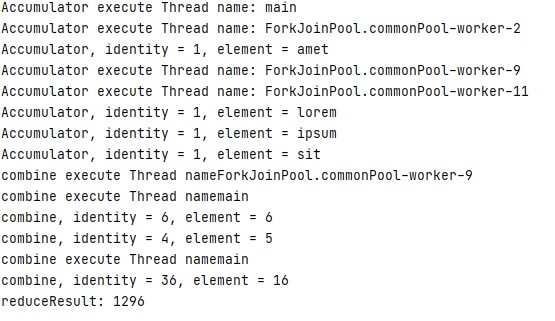 Accumulator execute Thread name: main
Accumulator execute Thread name: ForkJoinPool.commonPool-worker-2
Accumulator, identity = 1, element = amet
Accumulator execute Thread name: ForkJoinPool.commonPool-worker-9
Accumulator execute Thread name: ForkJoinPool.commonPool-worker-11
Accumulator, identity = 1, element = lorem
Accumulator, identity = 1, element = ipsum
Accumulator, identity = 1, element = sit
combine execute Thread nameForkJoinPool.commonPool-worker-9
combine execute Thread namemain
combine, identity = 6, element = 6
combine, identity = 4, element = 5
combine execute Thread namemain
combine, identity = 36, element = 16
reduceResult: 1296